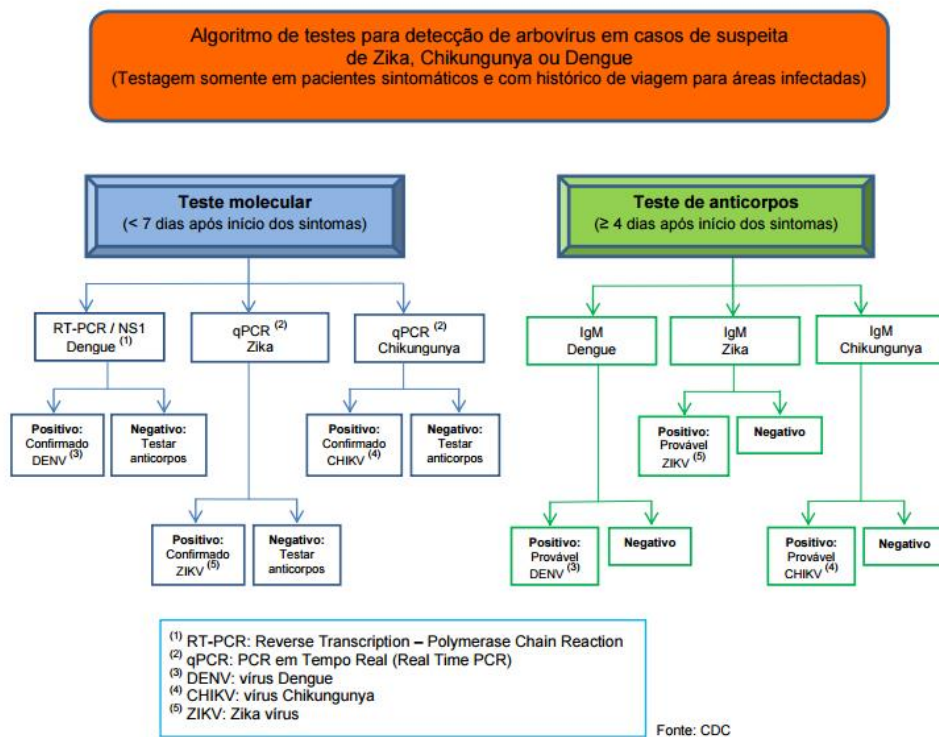 Algoritmo de testes para detecção de arbovírus em casos de suspeita
de Zika, Chikungunya ou Dengue
(Testagem somente em pacientes sintomáticos e com histórico de viagem para áreas infectadas)
Teste molecular
(< 7 dias após início dos sintomas)
Teste de anticorpos
(≥ 4 dias após início dos sintomas)
RT-PCR / NS1
Dengue (1)
qPCR (2)
Zika
qPCR (2)
Chikungunya
IgM
Dengue
IgM
Zika
IgM
Chikungunya
Positivo:
Confirmado
DENV (3)
Negativo:
Testar
anticorpos
Positivo:
Confirmado
CHIKV (4)
Negativo:
Testar
anticorpos
Positivo:
Provável
ZIKV (5)
Negativo
Positivo:
Confirmado
ZIKV (5)
Negativo:
Testar
anticorpos
Positivo:
Provável
DENV (3)
Negativo
Positivo:
Provável
CHIKV (4)
Negativo
(1) RT-PCR: Reverse Transcription – Polymerase Chain Reaction
(2) qPCR: PCR em Tempo Real (Real Time PCR)
(3) DENV: vírus Dengue
(4) CHIKV: vírus Chikungunya
(5) ZIKV: Zika vírus
Fonte: CDC